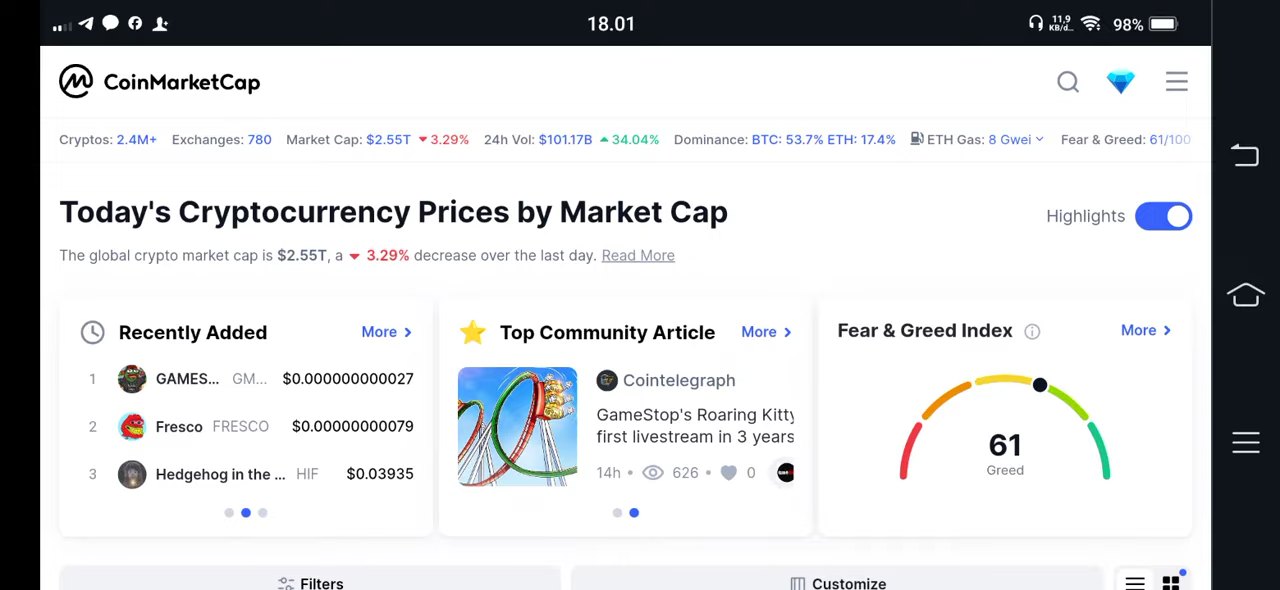 18.01
11,9
KB/d...
98%
CoinMarketCap
Cryptos: 2.4M+ Exchanges: 780 Market Cap: $2.55T 3.29% 24h Vol: $101.17B 34.04% Dominance: BTC: 53.7% ETH: 17.4% ETH Gas: 8 Gwei Fear & Greed: 61/100
Today's Cryptocurrency Prices by Market Cap
Highlights
The global crypto market cap is $2.55T, a 3.29% decrease over the last day. Read More
Recently Added More
1 GAMES... GM... $0.000000000027
2 Fresco FRESCO $0.00000000079
3 Hedgehog in the ... HIF $0.03935
Top Community Article More
Cointelegraph
GameStop's Roaring Kitty
first livestream in 3 years
14h • 626 • 0
Fear & Greed Index More
61
Greed
Filters
Customize